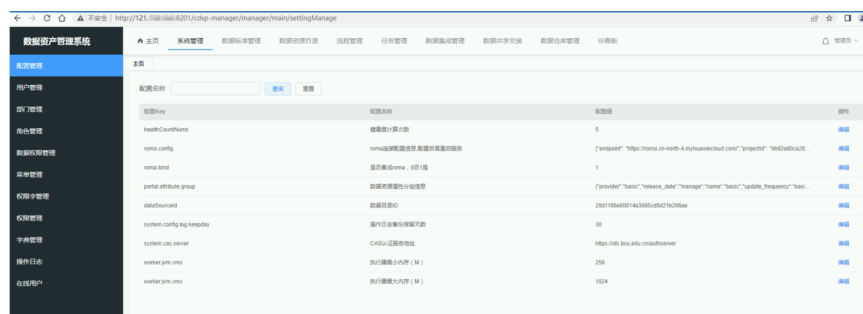 不安全 | http://121. :8201/cdsp-manager/manager/main/settingManage
数据资产管理系统
主页 系统管理 数据标准管理 数据资源目录 流程管理 任务管理 数据集成管理 数据共享交换 数据仓库管理 BI看板 管理员
配置管理
主页
用户管理
配置名称 查询 重置
部门管理
配置Key 配置名称 配置值 操作
角色管理
healthCountNums 健康度计算次数 5 编辑
数据权限管理
roma.config roma连接配置信息,配置后需重启服务 {"endpoint": "https://roma.cn-north-4.myhuaweicloud.com/","projectId": "0b92a80ca28... 编辑
菜单管理
roma.bind 是否集成roma，0否1是 1 编辑
portal.attribute.group 数据资源属性分组信息 {"provider":"basic","release_date":"manage","name":"basic","update_frequency":"basi... 编辑
权限字管理
dataSourceId 数据目录ID 28d1186e80014a3985cd5d21b298ae 编辑
权限管理
system.config.log.keepday 操作日志备份保留天数 30 编辑
字典管理
system.cas.server CAS认证服务地址 https://ids.bsu.edu.cn/authserver 编辑
操作日志
worker.jvm.xms 执行器最小内存（M） 256 编辑
在线用户
worker.jvm.xmx 执行器最大内存（M） 1024 编辑